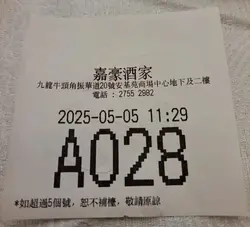 嘉豪酒家
九龍牛頭角振華道20號安基苑商場中心地下及二樓
電話 : 2755 2982
2025-05-05 11:29
A028
*如超過5個號，恕不補檯，敬請原諒